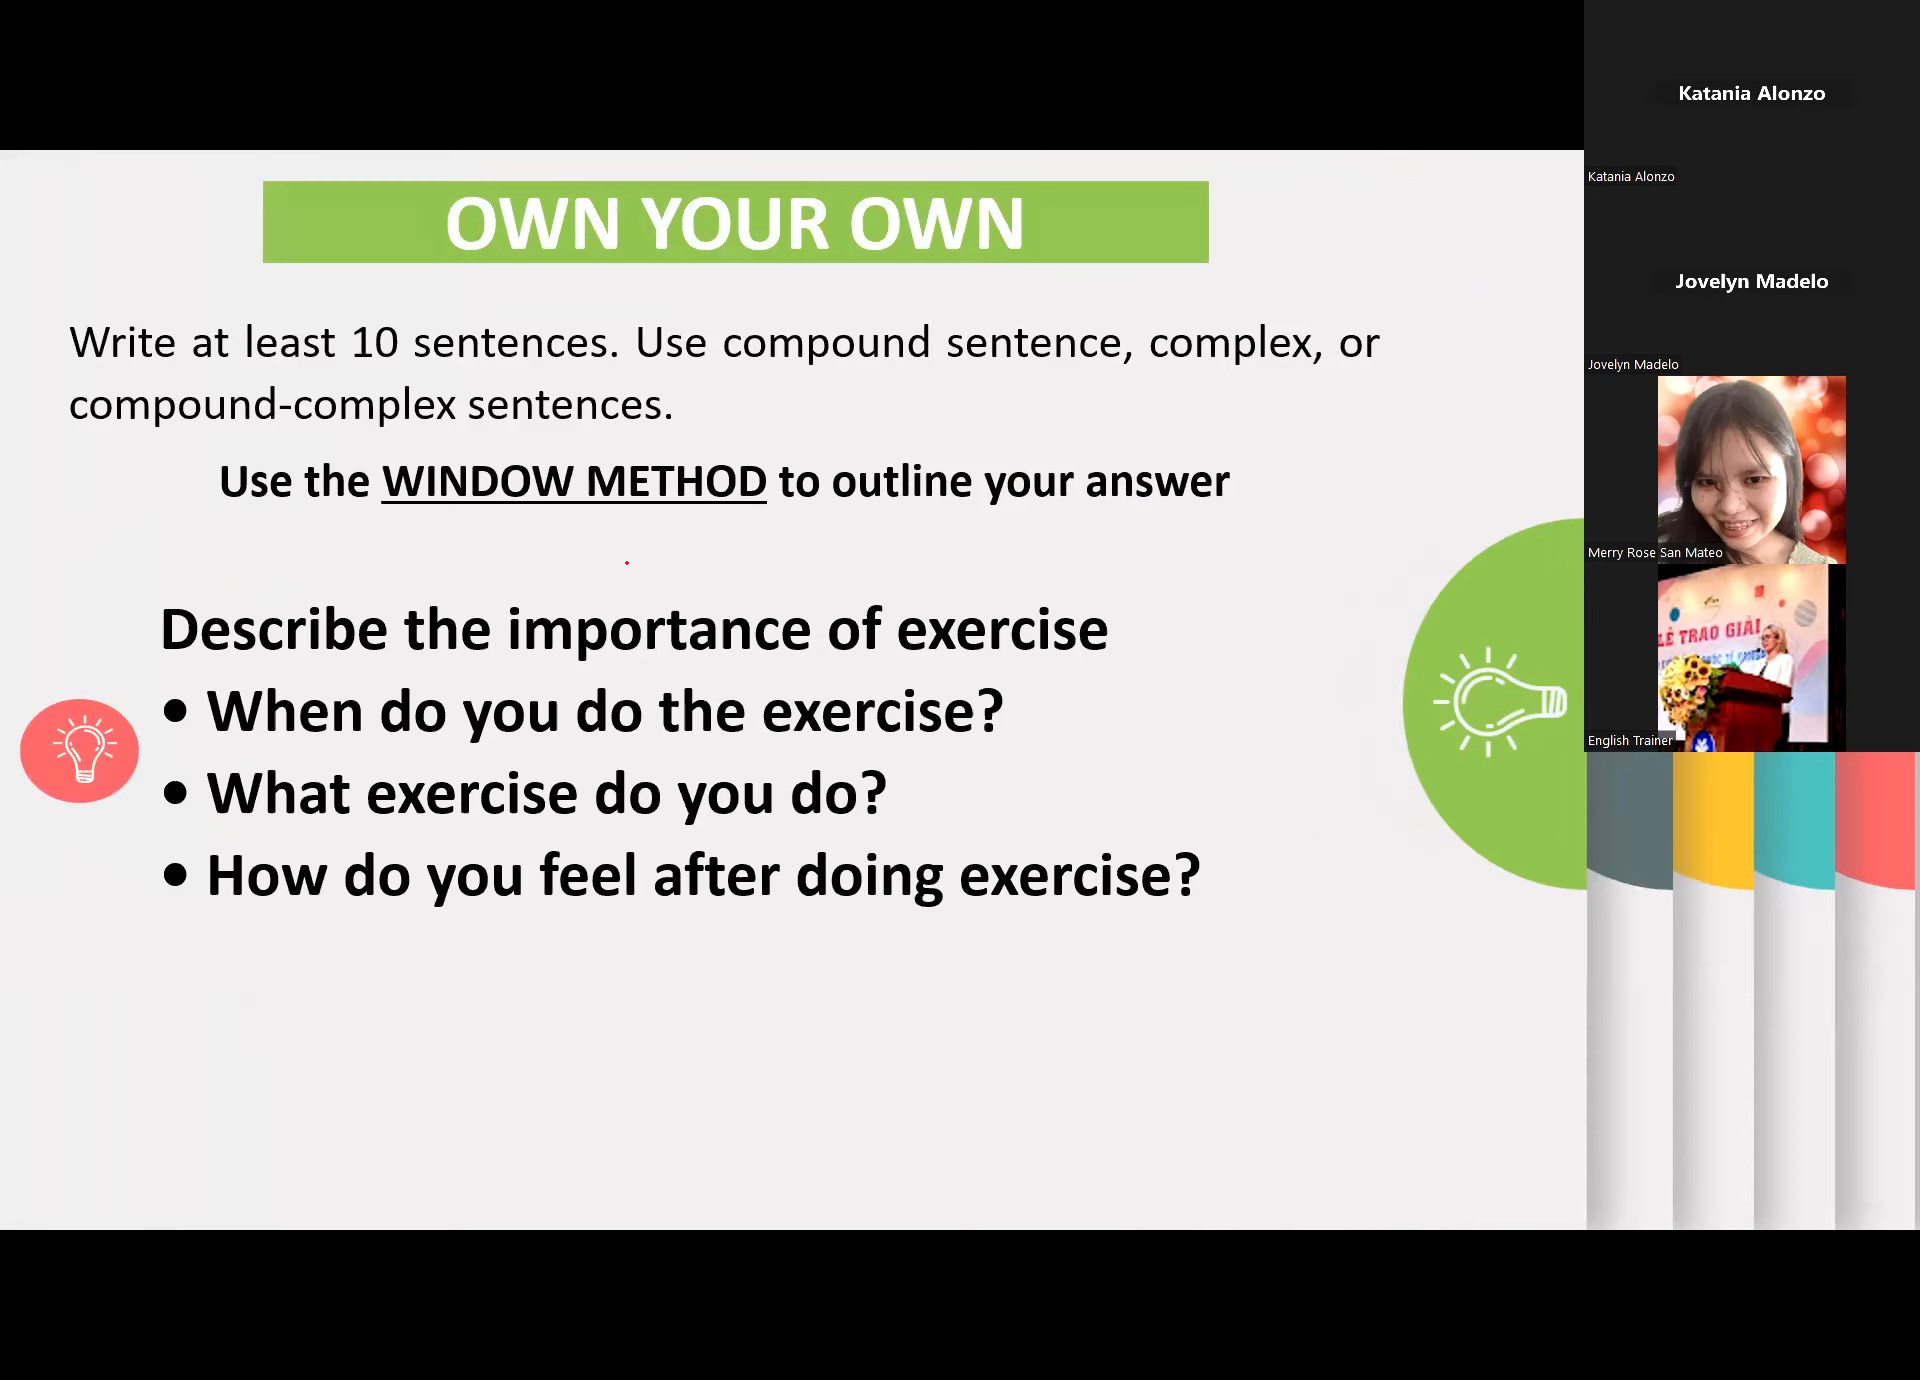 OWN YOUR OWN
Write at least 10 sentences. Use compound sentence, complex, or
compound-complex sentences.
Use the WINDOW METHOD to outline your answer
Describe the importance of exercise
• When do you do the exercise?
• What exercise do you do?
• How do you feel after doing exercise?
Katania Alonzo
Katania Alonzo
Jovelyn Madelo
Jovelyn Madelo
Merry Rose San Mateo
LỄ TRAO GIẢI
English Trainer